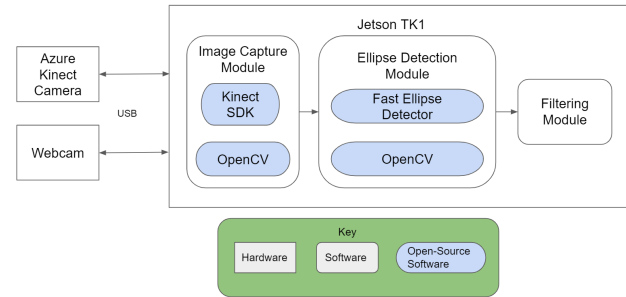 Jetson TK1
Azure
Kinect
Camera
USB
Webcam
Image Capture
Module
Kinect
SDK
OpenCV
Ellipse Detection
Module
Fast Ellipse
Detector
OpenCV
Filtering
Module
Key
Hardware
Software
Open-Source
Software